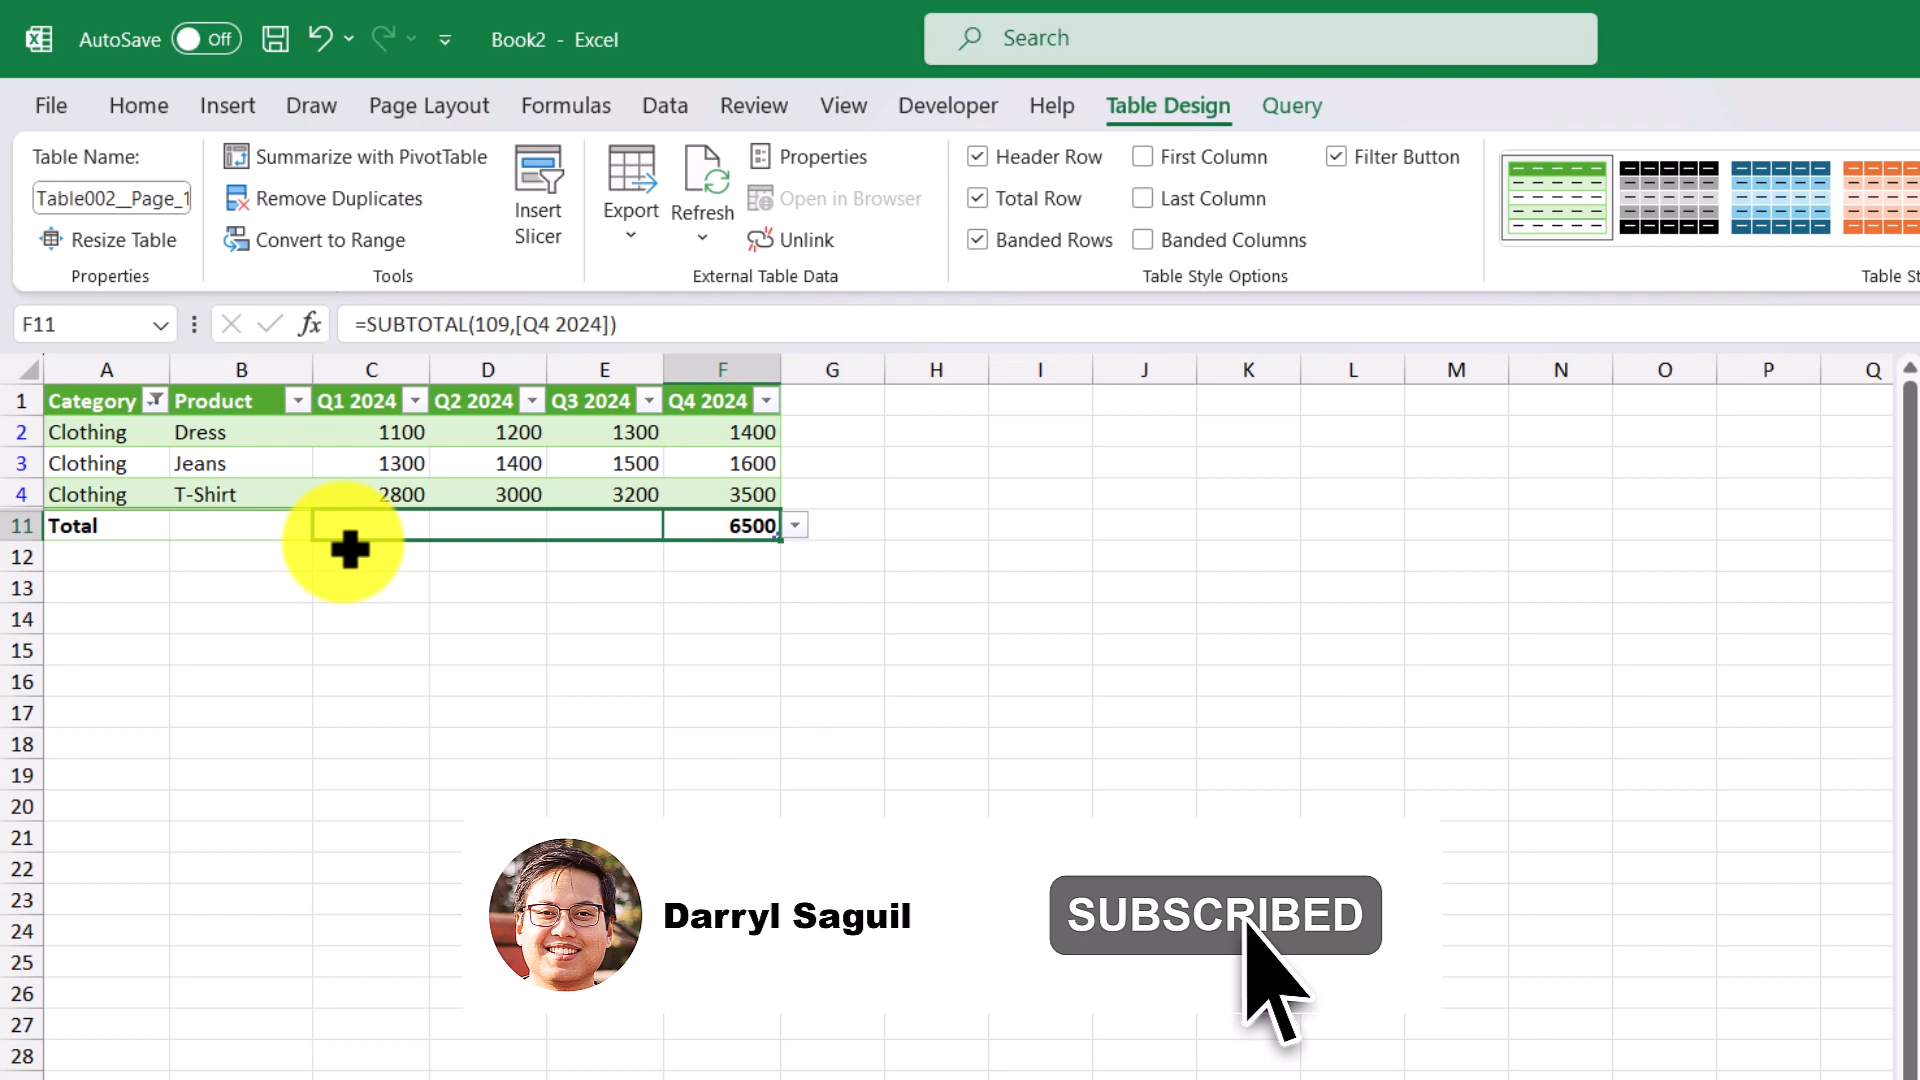 AutoSave Off Book2 - Excel Search
File Home Insert Draw Page Layout Formulas Data Review View Developer Help Table Design Query
Table Name:
Table002__Page_1
Resize Table
Properties
Summarize with PivotTable
Remove Duplicates
Convert to Range
Tools
Insert
Slicer
Export
Refresh
Properties
Open in Browser
Unlink
External Table Data
Header Row First Column Filter Button
Total Row Last Column
Banded Rows Banded Columns
Table Style Options
Table St
F11 fx =SUBTOTAL(109,[Q4 2024])
A B C D E F G H I J K L M N O P Q
1 Category Product Q1 2024 Q2 2024 Q3 2024 Q4 2024
2 Clothing Dress 1100 1200 1300 1400
3 Clothing Jeans 1300 1400 1500 1600
4 Clothing T-Shirt 2800 3000 3200 3500
11 Total 6500
12
13
14
15
16
17
18
19
20
21
22
23
24
25
26
27
28
Darryl Saguil
SUBSCRIBED